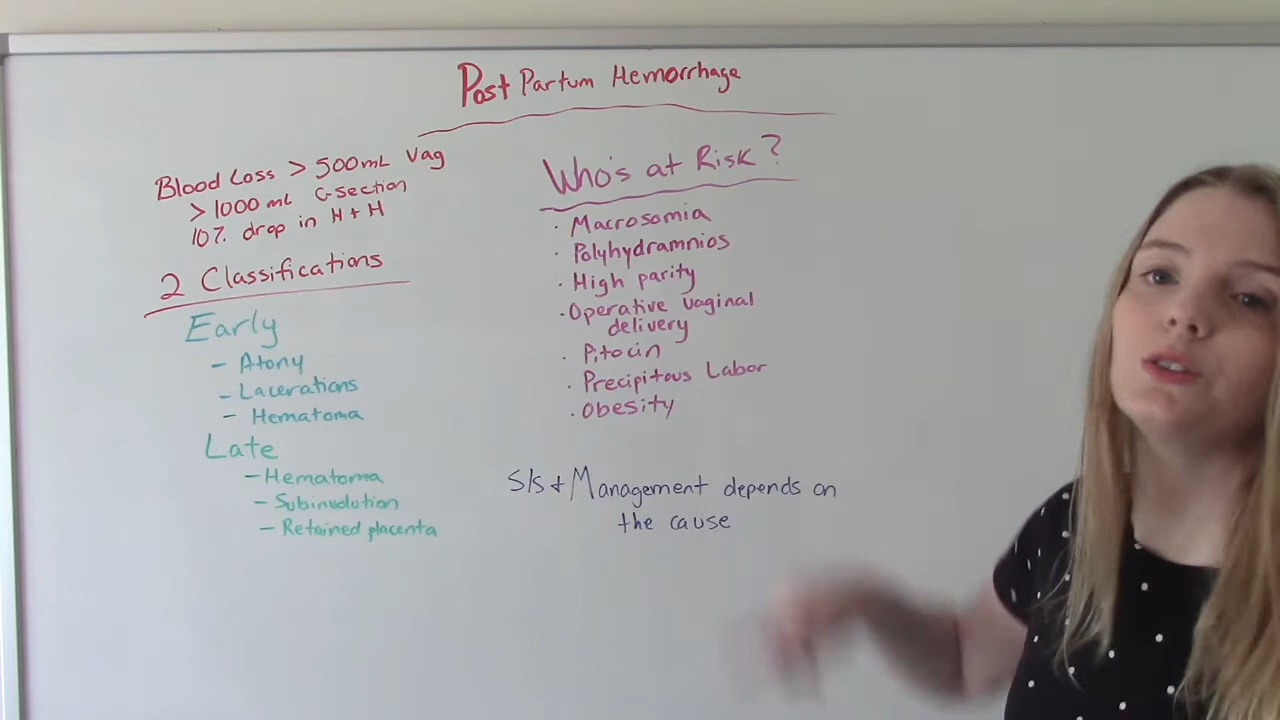 Post Partum Hemorrhage
Blood Loss > 500mL Vag
> 1000 mL C-section
10% drop in H + H
2 Classifications
Early
- Atony
- Lacerations
- Hematoma
Late
- Hematoma
- Subinvolution
- Retained placenta
Who's at Risk?
· Macrosomia
· Polyhydramnios
· High parity
· Operative vaginal
delivery
· Pitocin
· Precipitous Labor
· Obesity
S/s + Management depends on
the cause